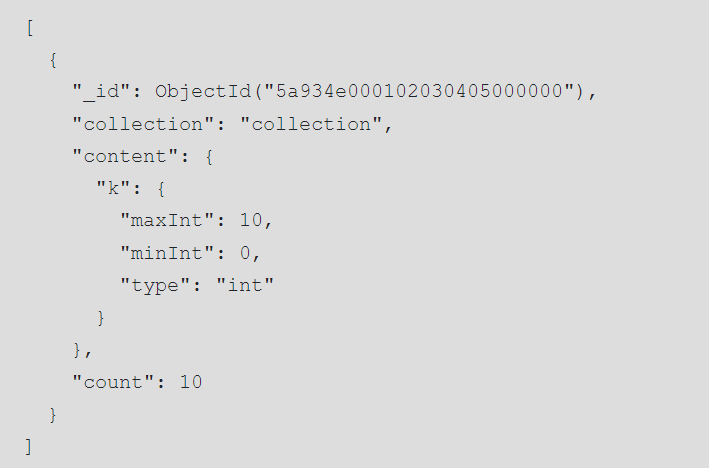 [
  {
    "_id": ObjectId("5a934e000102030405000000"),
    "collection": "collection",
    "content": {
      "k": {
        "maxInt": 10,
        "minInt": 0,
        "type": "int"
      }
    },
    "count": 10
  }
]